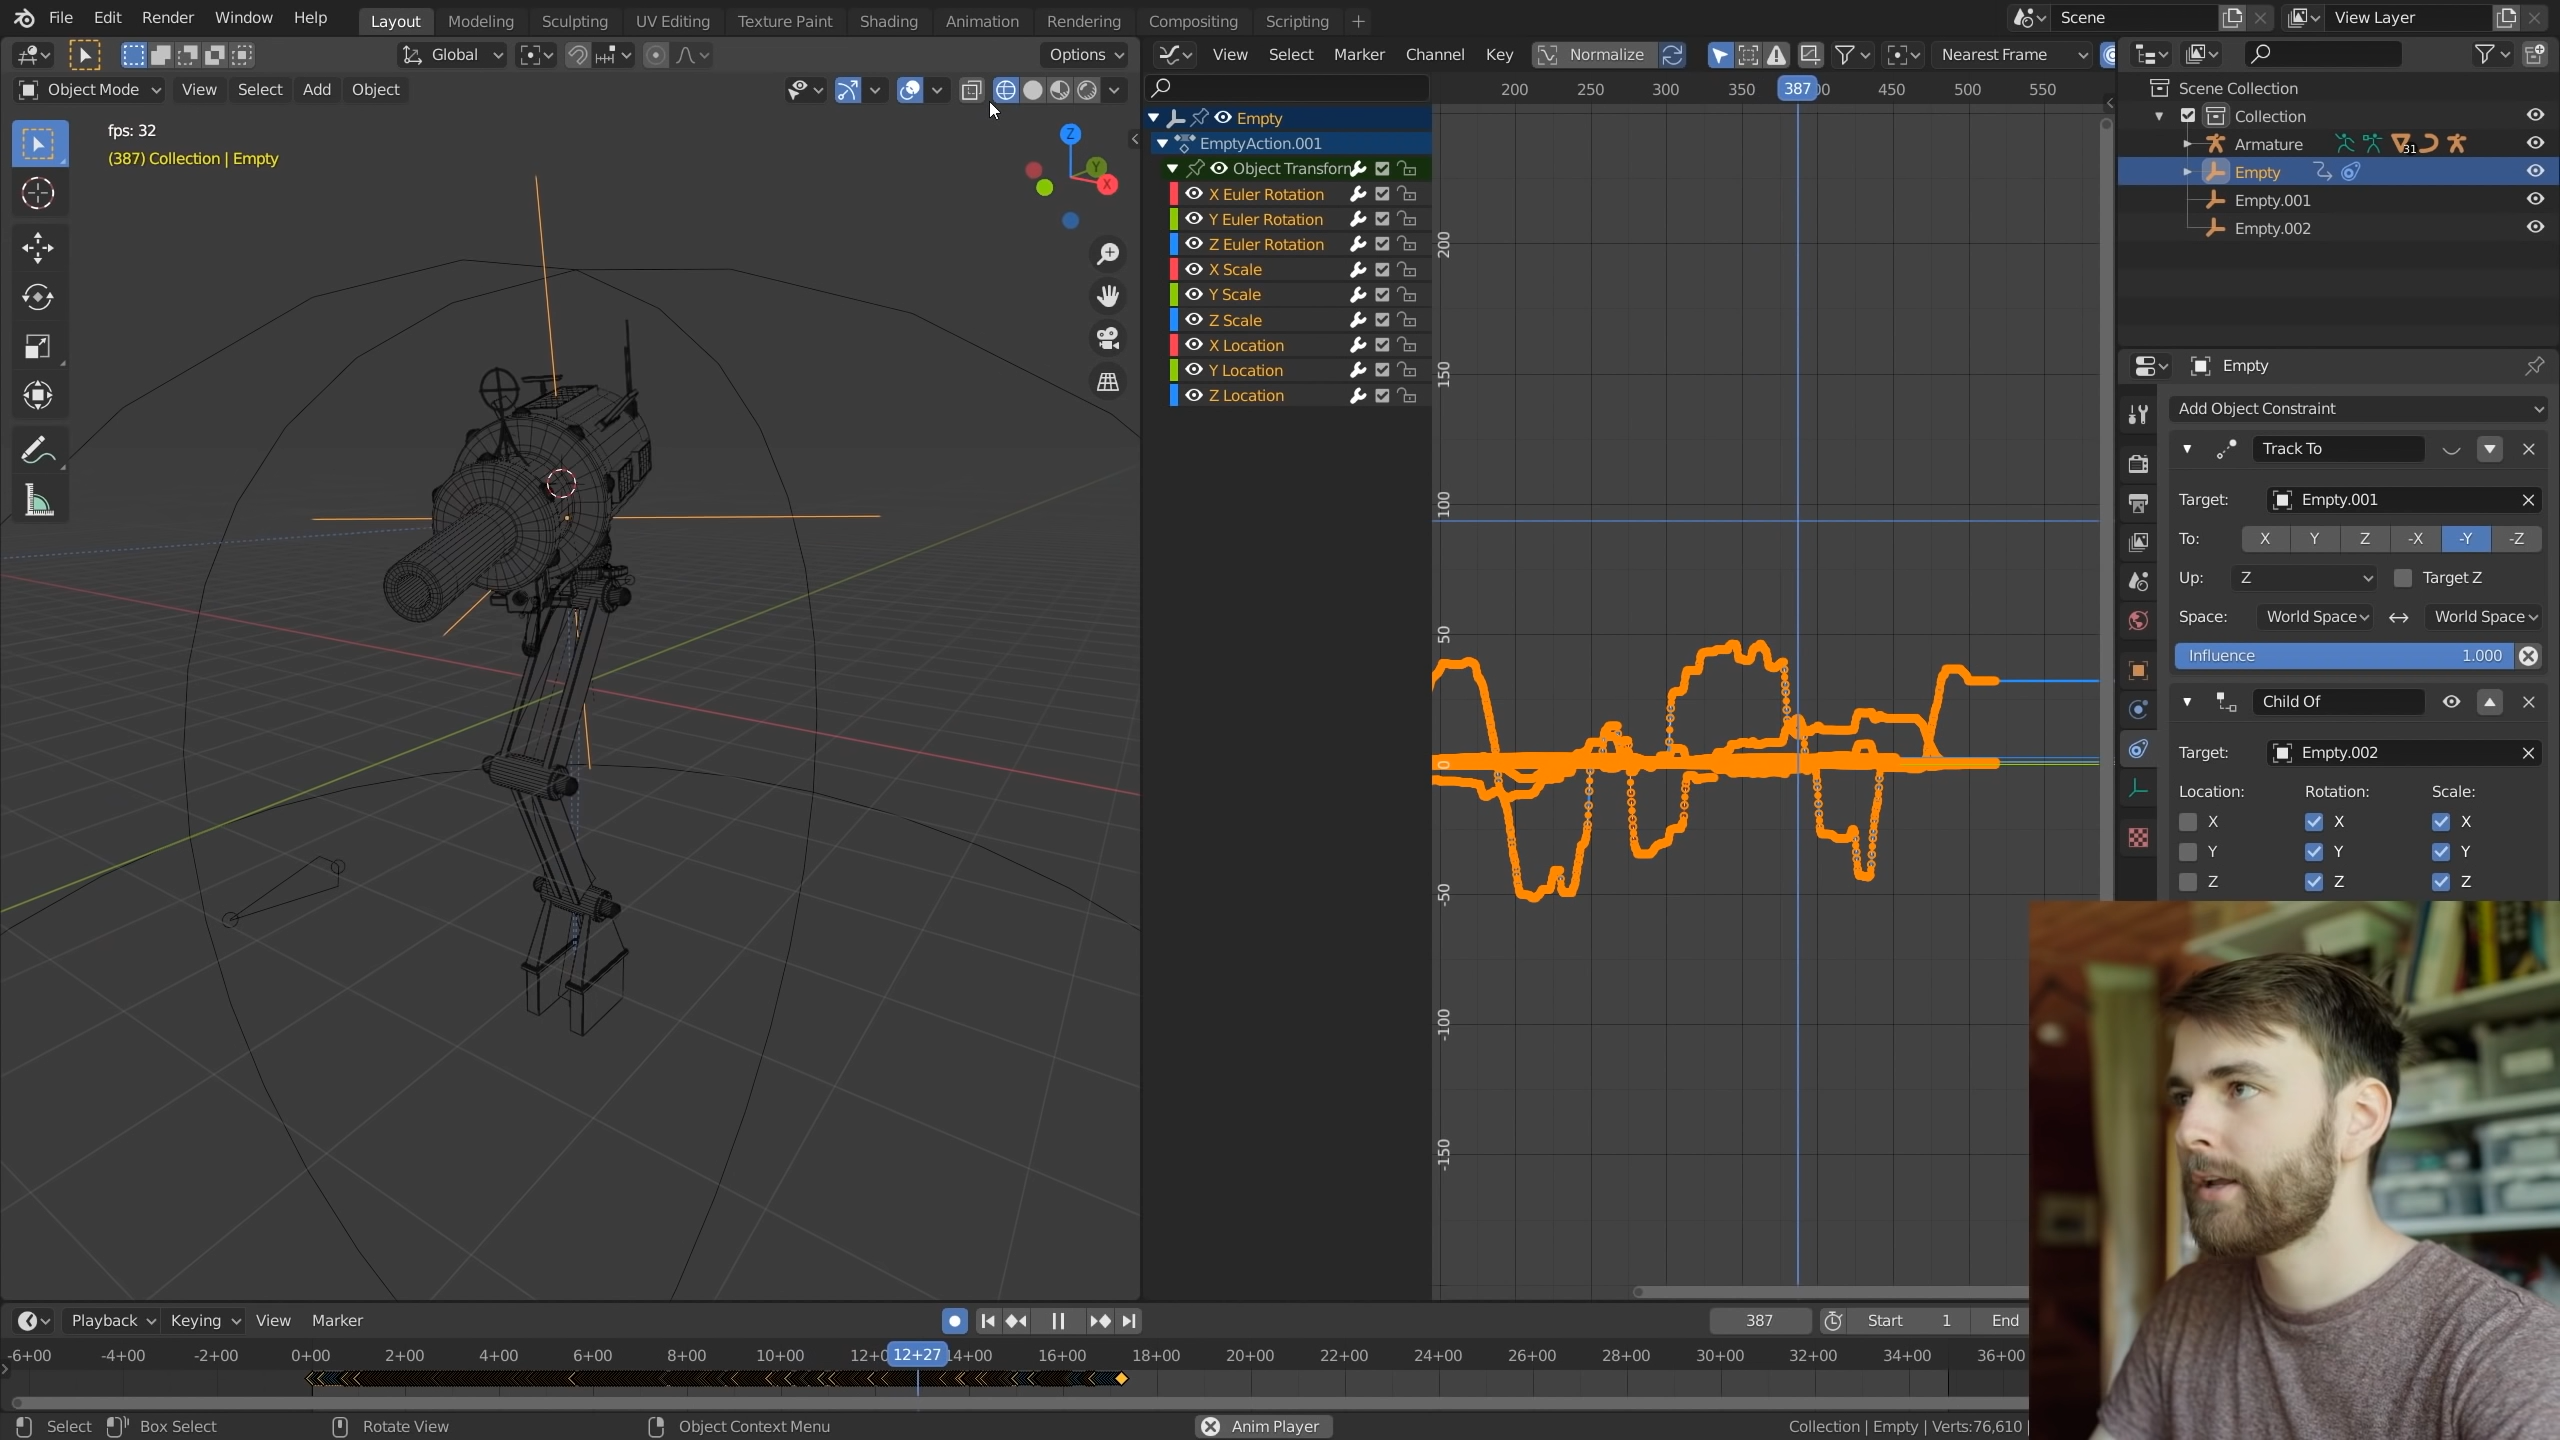 File Edit Render Window Help
Layout Modeling Sculpting UV Editing Texture Paint Shading Animation Rendering Compositing Scripting
Scene
View Layer
Global
Options
View Select Marker Channel Key Normalize
Nearest Frame
Object Mode View Select Add Object
fps: 32
(387) Collection | Empty
Z
Y
X
200 250 300 350 387 00 450 500 550
Empty
EmptyAction.001
Object Transforn
X Euler Rotation
Y Euler Rotation
Z Euler Rotation
X Scale
Y Scale
Z Scale
X Location
Y Location
Z Location
200
150
100
50
0
-50
-100
-150
Scene Collection
Collection
Armature 31
Empty
Empty.001
Empty.002
Empty
Add Object Constraint
Track To
Target: Empty.001
To: X Y Z -X -Y -Z
Up: Z Target Z
Space: World Space World Space
Influence 1.000
Child Of
Target: Empty.002
Location: Rotation: Scale:
X X X
Y Y Y
Z Z Z
Playback Keying View Marker
387 Start 1 End
-6+00 -4+00 -2+00 0+00 2+00 4+00 6+00 8+00 10+00 12+0 12+27 14+00 16+00 18+00 20+00 22+00 24+00 26+00 28+00 30+00 32+00 34+00 36+00
Select Box Select Rotate View Object Context Menu Anim Player Collection | Empty | Verts:76,610 |